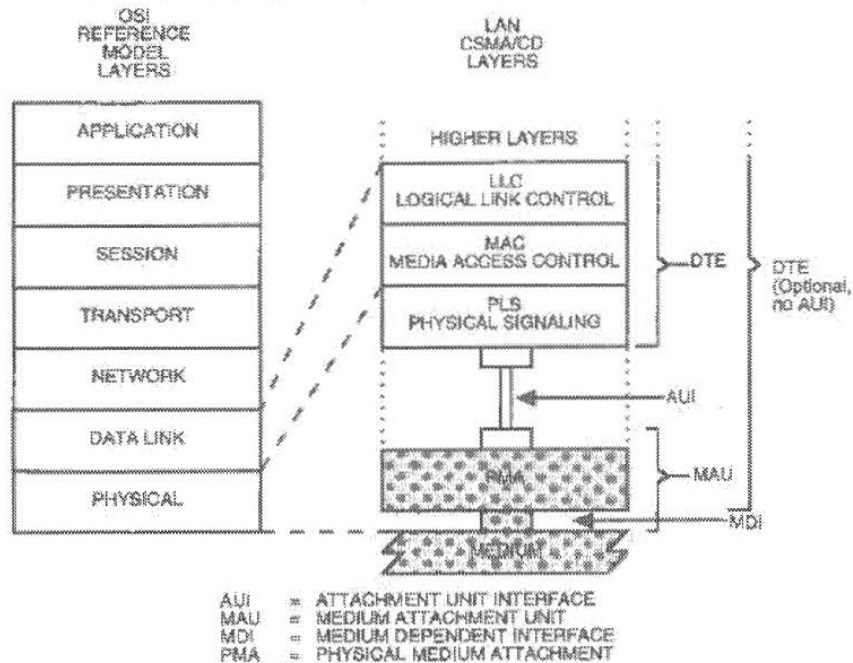 OSI
REFERENCE
MODEL
LAYERS
LAN
CSMA/CD
LAYERS
APPLICATION
PRESENTATION
SESSION
TRANSPORT
NETWORK
DATA LINK
PHYSICAL
HIGHER LAYERS
LLC
LOGICAL LINK CONTROL
MAC
MEDIA ACCESS CONTROL
PLS
PHYSICAL SIGNALING
DTE
DTE
(Optional,
no AUI)
AUI
PMA
MAU
MDI
MEDIUM
AUI = ATTACHMENT UNIT INTERFACE
MAU = MEDIUM ATTACHMENT UNIT
MDI = MEDIUM DEPENDENT INTERFACE
PMA = PHYSICAL MEDIUM ATTACHMENT